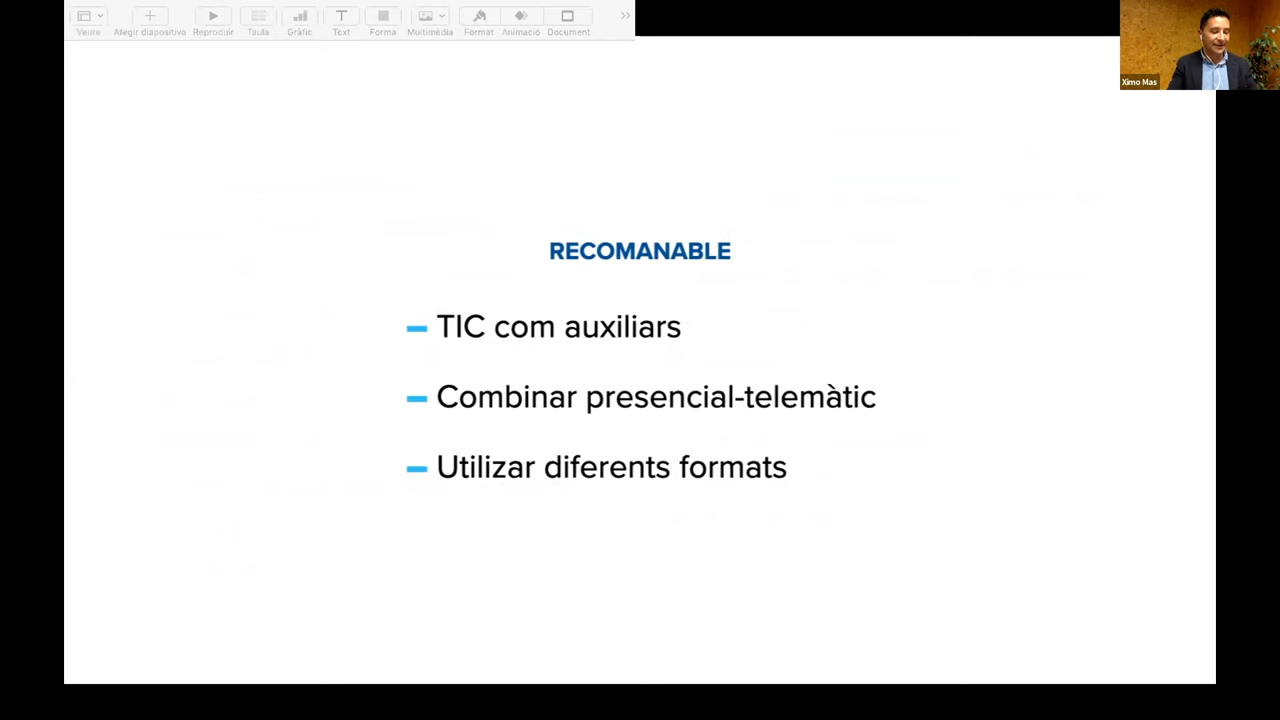 Veure Afegir diapositiva Reproduir Taula Gràfic Text Forma Multimèdia Format Animació Document
Ximo Mas
RECOMANABLE
– TIC com auxiliars
– Combinar presencial-telemàtic
– Utilizar diferents formats